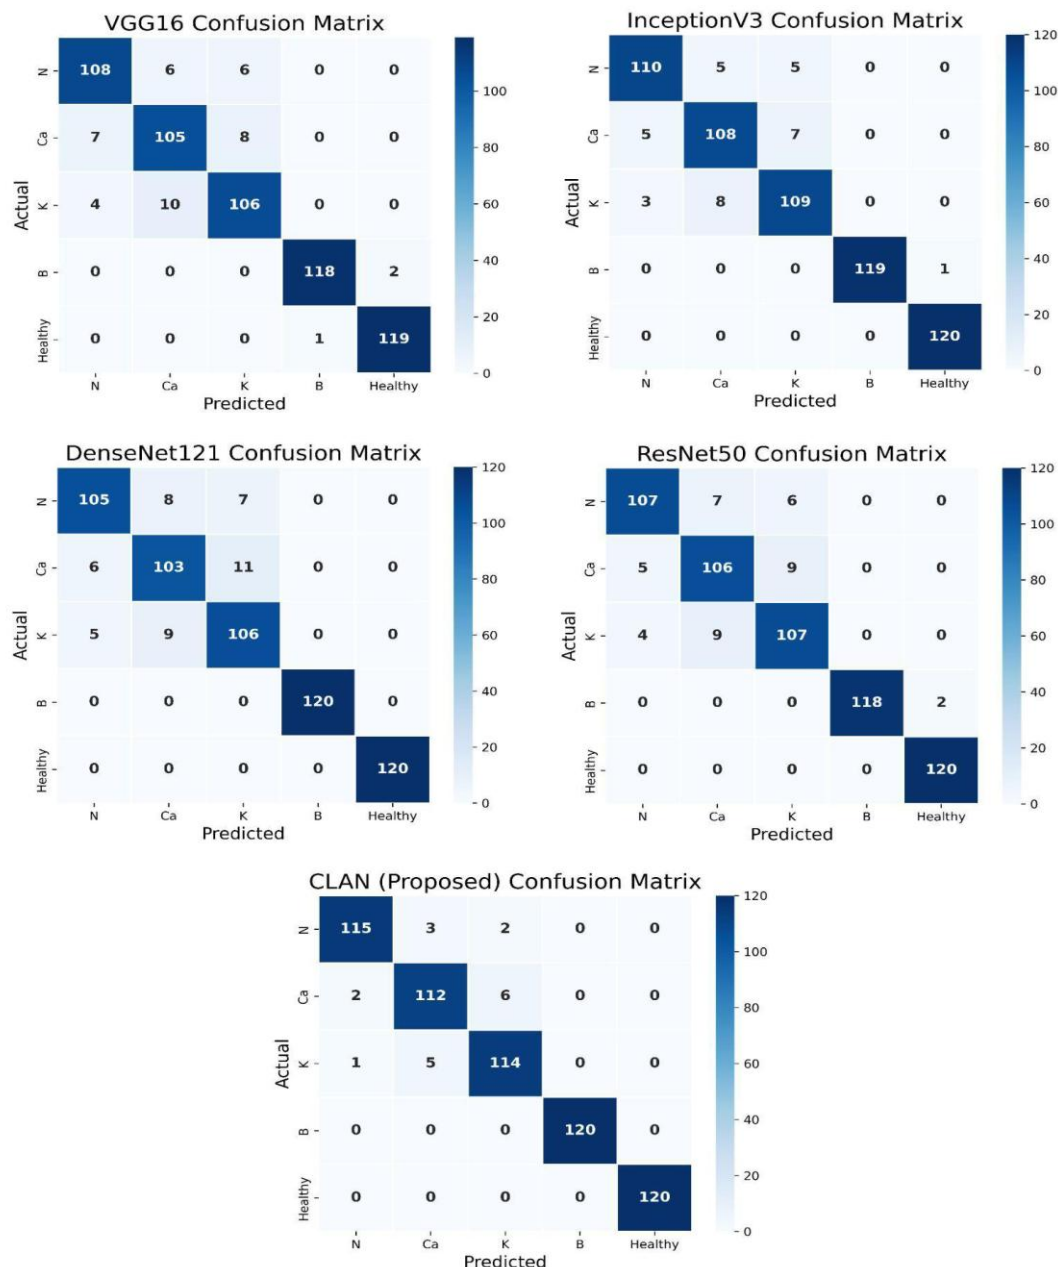 VGG16 Confusion Matrix
N 108 6 6 0 0
Ca 7 105 8 0 0
K 4 10 106 0 0
B 0 0 0 118 2
Healthy 0 0 0 1 119
N Ca K B Healthy
Predicted
Actual
100
80
60
40
20
0
InceptionV3 Confusion Matrix
N 110 5 5 0 0
Ca 5 108 7 0 0
K 3 8 109 0 0
B 0 0 0 119 1
Healthy 0 0 0 0 120
N Ca K B Healthy
Predicted
Actual
120
100
80
60
40
20
0
DenseNet121 Confusion Matrix
N 105 8 7 0 0
Ca 6 103 11 0 0
K 5 9 106 0 0
B 0 0 0 120 0
Healthy 0 0 0 0 120
N Ca K B Healthy
Predicted
Actual
120
100
80
60
40
20
0
ResNet50 Confusion Matrix
N 107 7 6 0 0
Ca 5 106 9 0 0
K 4 9 107 0 0
B 0 0 0 118 2
Healthy 0 0 0 0 120
N Ca K B Healthy
Predicted
Actual
120
100
80
60
40
20
0
CLAN (Proposed) Confusion Matrix
N 115 3 2 0 0
Ca 2 112 6 0 0
K 1 5 114 0 0
B 0 0 0 120 0
Healthy 0 0 0 0 120
N Ca K B Healthy
Predicted
Actual
120
100
80
60
40
20
0